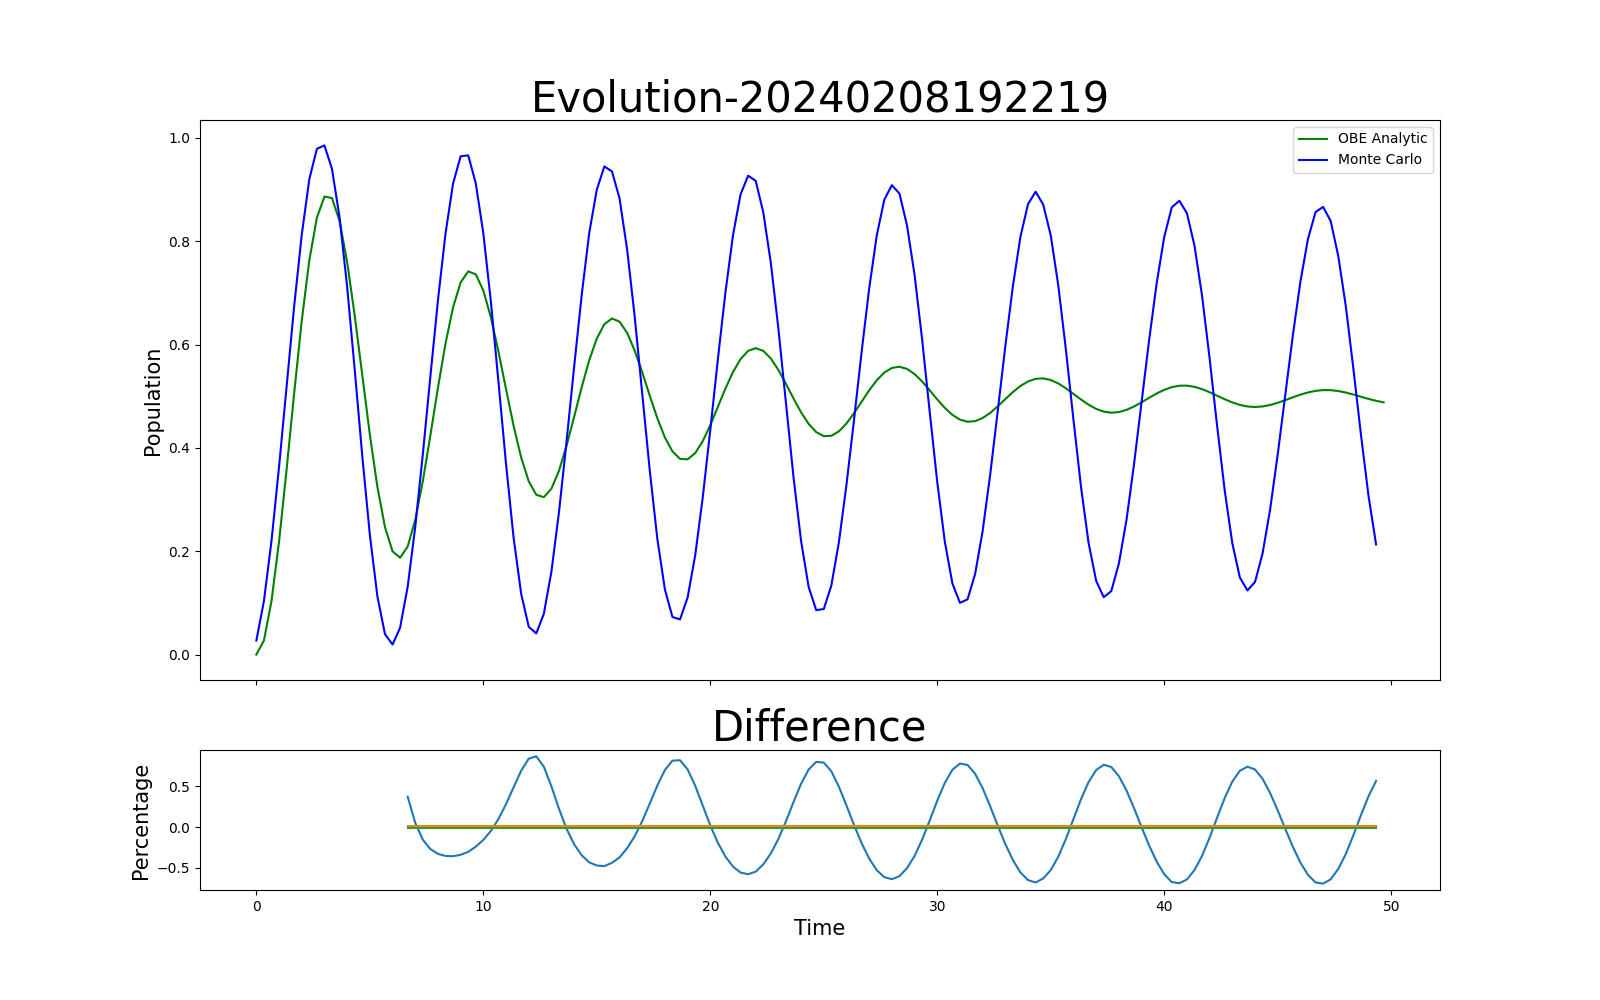 Evolution-20240208192219
OBE Analytic
Monte Carlo
1.0
0.8
0.6
0.4
0.2
0.0
Population
Difference
0.5
0.0
−0.5
Percentage
0 10 20 30 40 50
Time